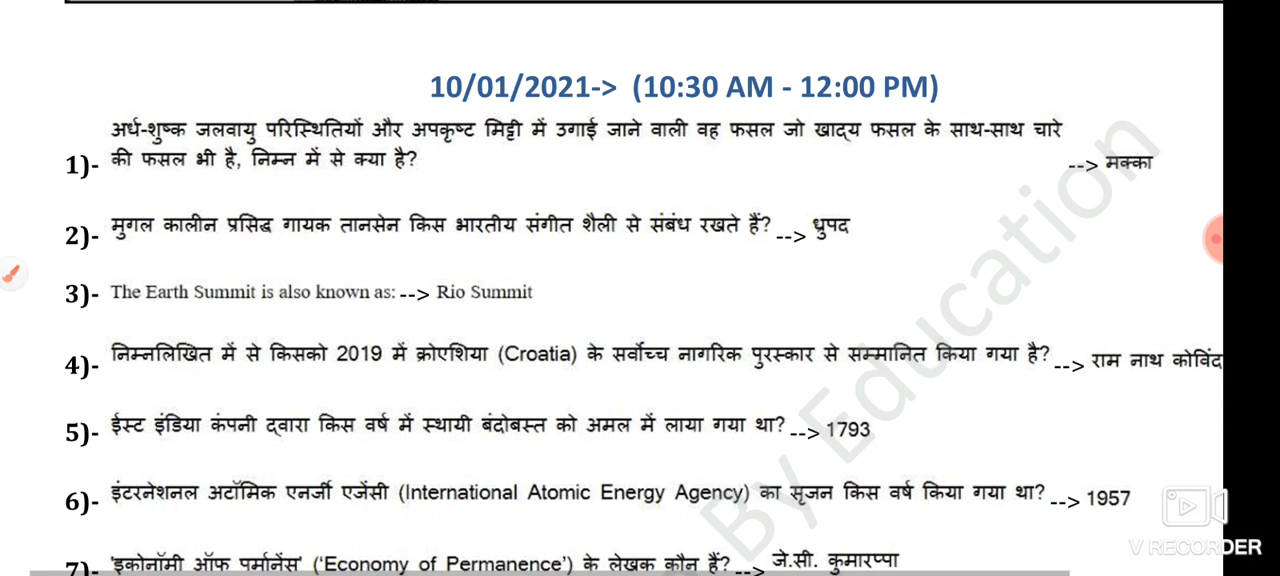 10/01/2021-> (10:30 AM - 12:00 PM)
अर्ध-शुष्क जलवायु परिस्थितियों और अपकृष्ट मिट्टी में उगाई जाने वाली वह फसल जो खाद्य फसल के साथ-साथ चारे
1)- की फसल भी है, निम्न में से क्या है? --> मक्का
2)- मुगल कालीन प्रसिद्ध गायक तानसेन किस भारतीय संगीत शैली से संबंध रखते हैं? --> ध्रुपद
3)- The Earth Summit is also known as: --> Rio Summit
4)- निम्नलिखित में से किसको 2019 में क्रोएशिया (Croatia) के सर्वोच्च नागरिक पुरस्कार से सम्मानित किया गया है? --> राम नाथ कोविंद
5)- ईस्ट इंडिया कंपनी द्वारा किस वर्ष में स्थायी बंदोबस्त को अमल में लाया गया था? --> 1793
6)- इंटरनेशनल अटॉमिक एनर्जी एजेंसी (International Atomic Energy Agency) का सृजन किस वर्ष किया गया था? --> 1957
7)- 'इकोनॉमी ऑफ पर्मानेंस' ('Economy of Permanence') के लेखक कौन हैं? --> जे.सी. कुमारप्पा
By Education
V RECORDER